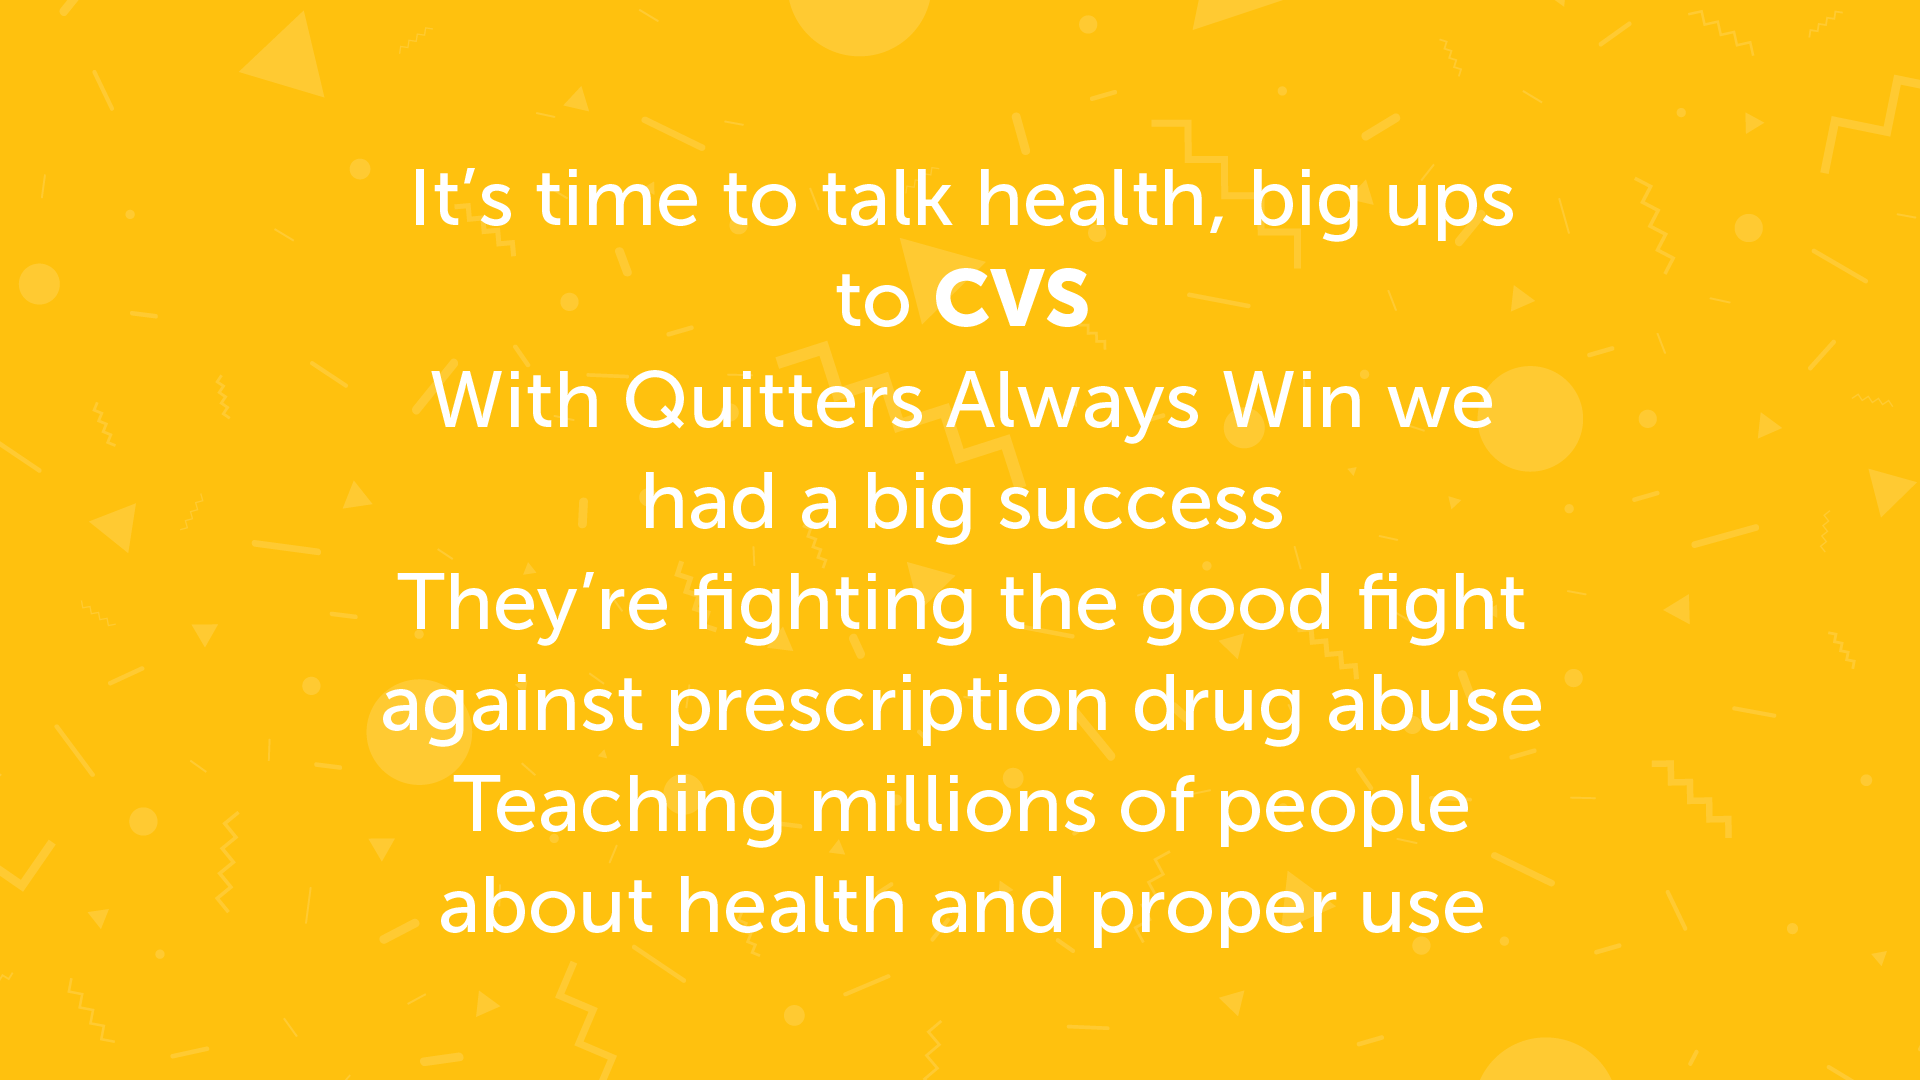 It’s time to talk health, big ups
to CVS
With Quitters Always Win we
had a big success
They’re fighting the good fight
against prescription drug abuse
Teaching millions of people
about health and proper use